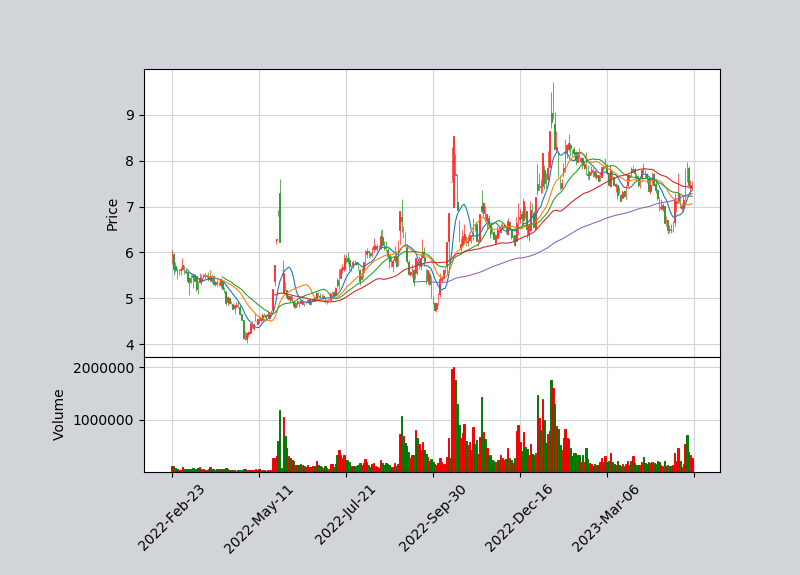 9
8
7
6
5
4
Price
2000000
1000000
Volume
2022-Feb-23
2022-May-11
2022-Jul-21
2022-Sep-30
2022-Dec-16
2023-Mar-06